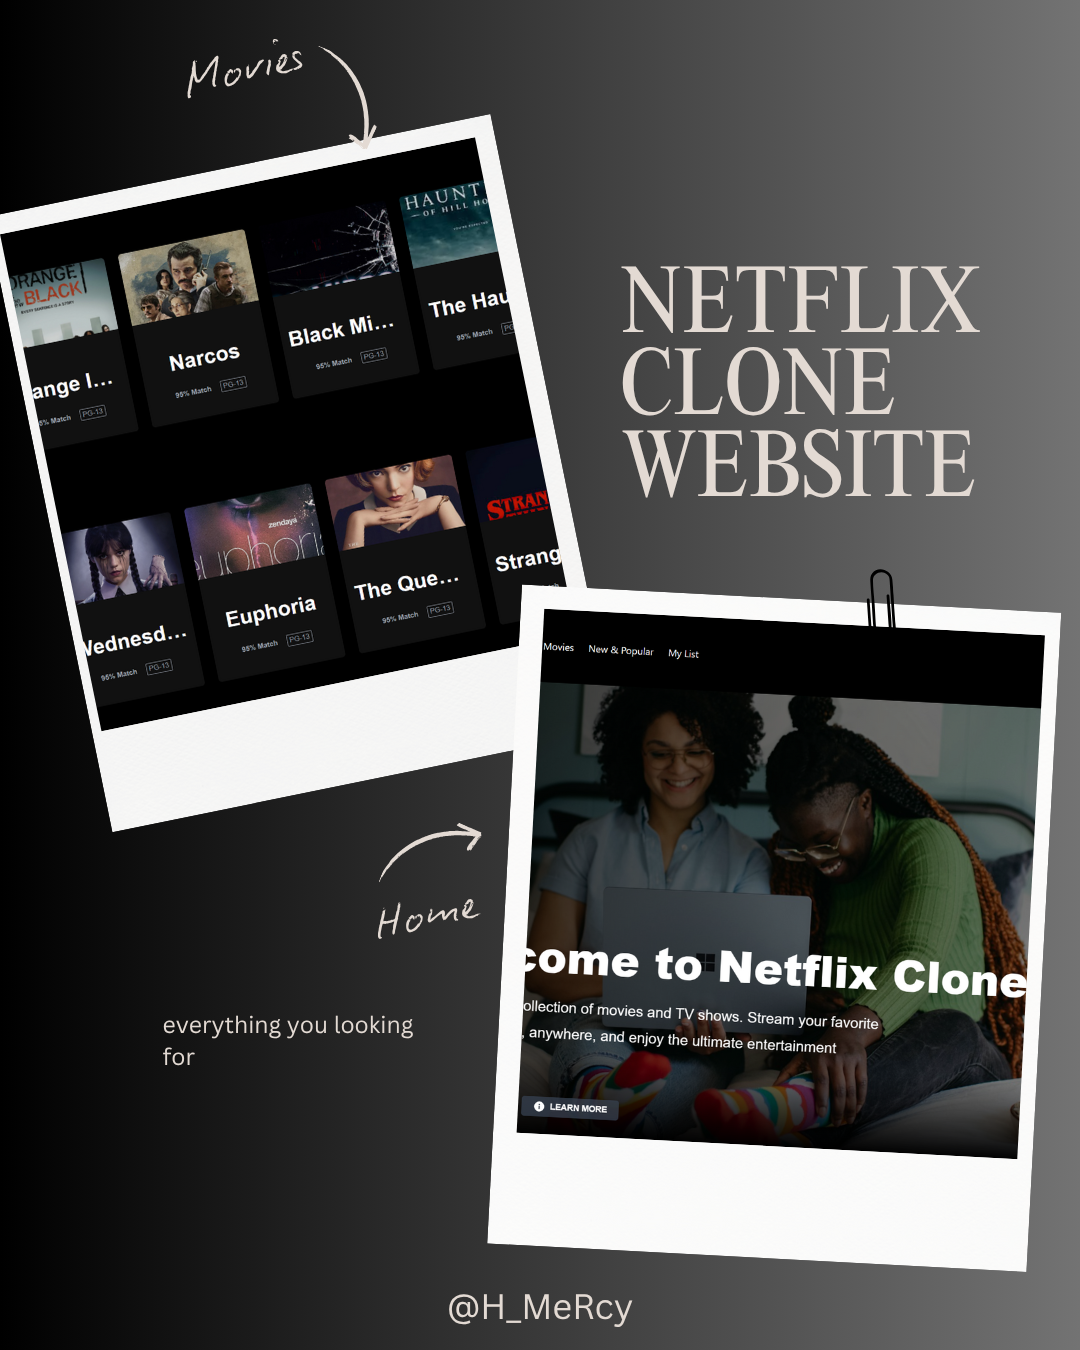 Movies
HAUNT
OF HILL HO
ORANGE
BLACK
The Hau...
95% Match PG
Black Mi...
95% Match PG-13
Narcos
95% Match PG-13
ange I...
5% Match PG-13
NETFLIX
CLONE
WEBSITE
STRAN
zendaya
euphori
Strang
The Que...
95% Match PG-13
Euphoria
95% Match PG-13
Wednesd...
95% Match PG-13
Movies New & Popular My List
Home
come to Netflix Clone
ollection of movies and TV shows. Stream your favorite
, anywhere, and enjoy the ultimate entertainment
LEARN MORE
everything you looking
for
@H_MeRcy